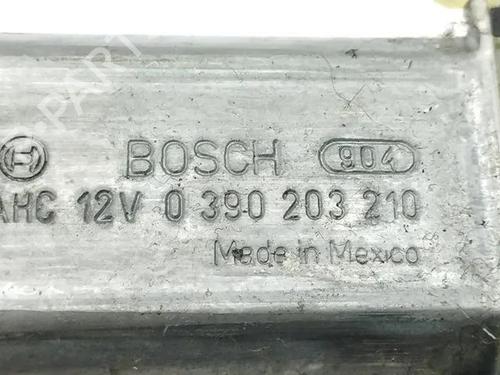 BOSCH 904
AHC 12V 0 390 203 210
Made in Mexico